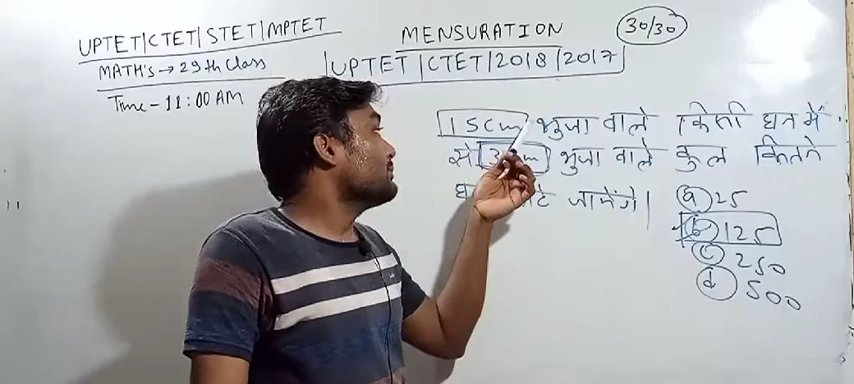 UPTET|CTET|STET|MPTET
MATH'S → 29th Class
Time - 11:00 AM
MENSURATION
30/30
|UPTET|CTET|2018|2017|
15cm भुजा वाले किसी घन में
से 3cm भुजा वाले कुल कितने
जायेंगे|
(a) 25
(b) 125
(c) 250
(d) 500